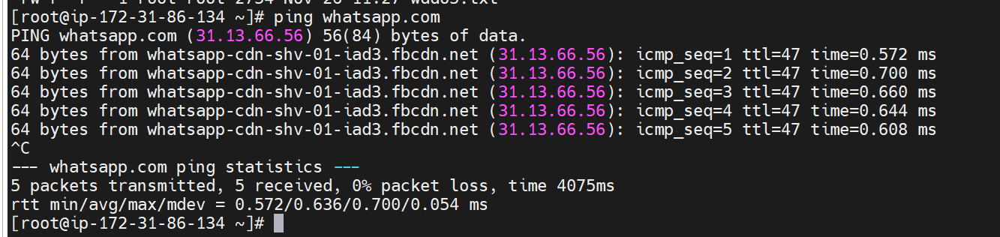 [root@ip-172-31-86-134 ~]# ping whatsapp.com
PING whatsapp.com (31.13.66.56) 56(84) bytes of data.
64 bytes from whatsapp-cdn-shv-01-iad3.fbcdn.net (31.13.66.56): icmp_seq=1 ttl=47 time=0.572 ms
64 bytes from whatsapp-cdn-shv-01-iad3.fbcdn.net (31.13.66.56): icmp_seq=2 ttl=47 time=0.700 ms
64 bytes from whatsapp-cdn-shv-01-iad3.fbcdn.net (31.13.66.56): icmp_seq=3 ttl=47 time=0.660 ms
64 bytes from whatsapp-cdn-shv-01-iad3.fbcdn.net (31.13.66.56): icmp_seq=4 ttl=47 time=0.644 ms
64 bytes from whatsapp-cdn-shv-01-iad3.fbcdn.net (31.13.66.56): icmp_seq=5 ttl=47 time=0.608 ms
^C
--- whatsapp.com ping statistics ---
5 packets transmitted, 5 received, 0% packet loss, time 4075ms
rtt min/avg/max/mdev = 0.572/0.636/0.700/0.054 ms
[root@ip-172-31-86-134 ~]#